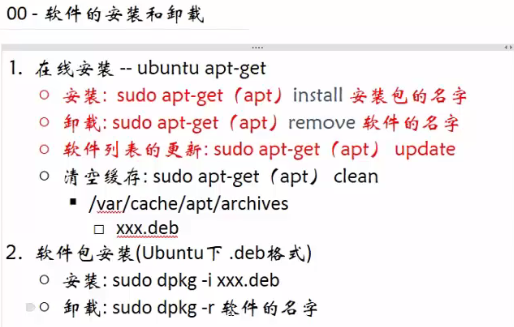 00 - 软件的安装和卸载
1. 在线安装 -- ubuntu apt-get
安装: sudo apt-get（apt）install 安装包的名字
卸载: sudo apt-get（apt）remove 软件的名字
软件列表的更新: sudo apt-get（apt） update
清空缓存: sudo apt-get（apt） clean
/var/cache/apt/archives
xxx.deb
2. 软件包安装(Ubuntu下 .deb格式)
安装: sudo dpkg -i xxx.deb
卸载: sudo dpkg -r 软件的名字